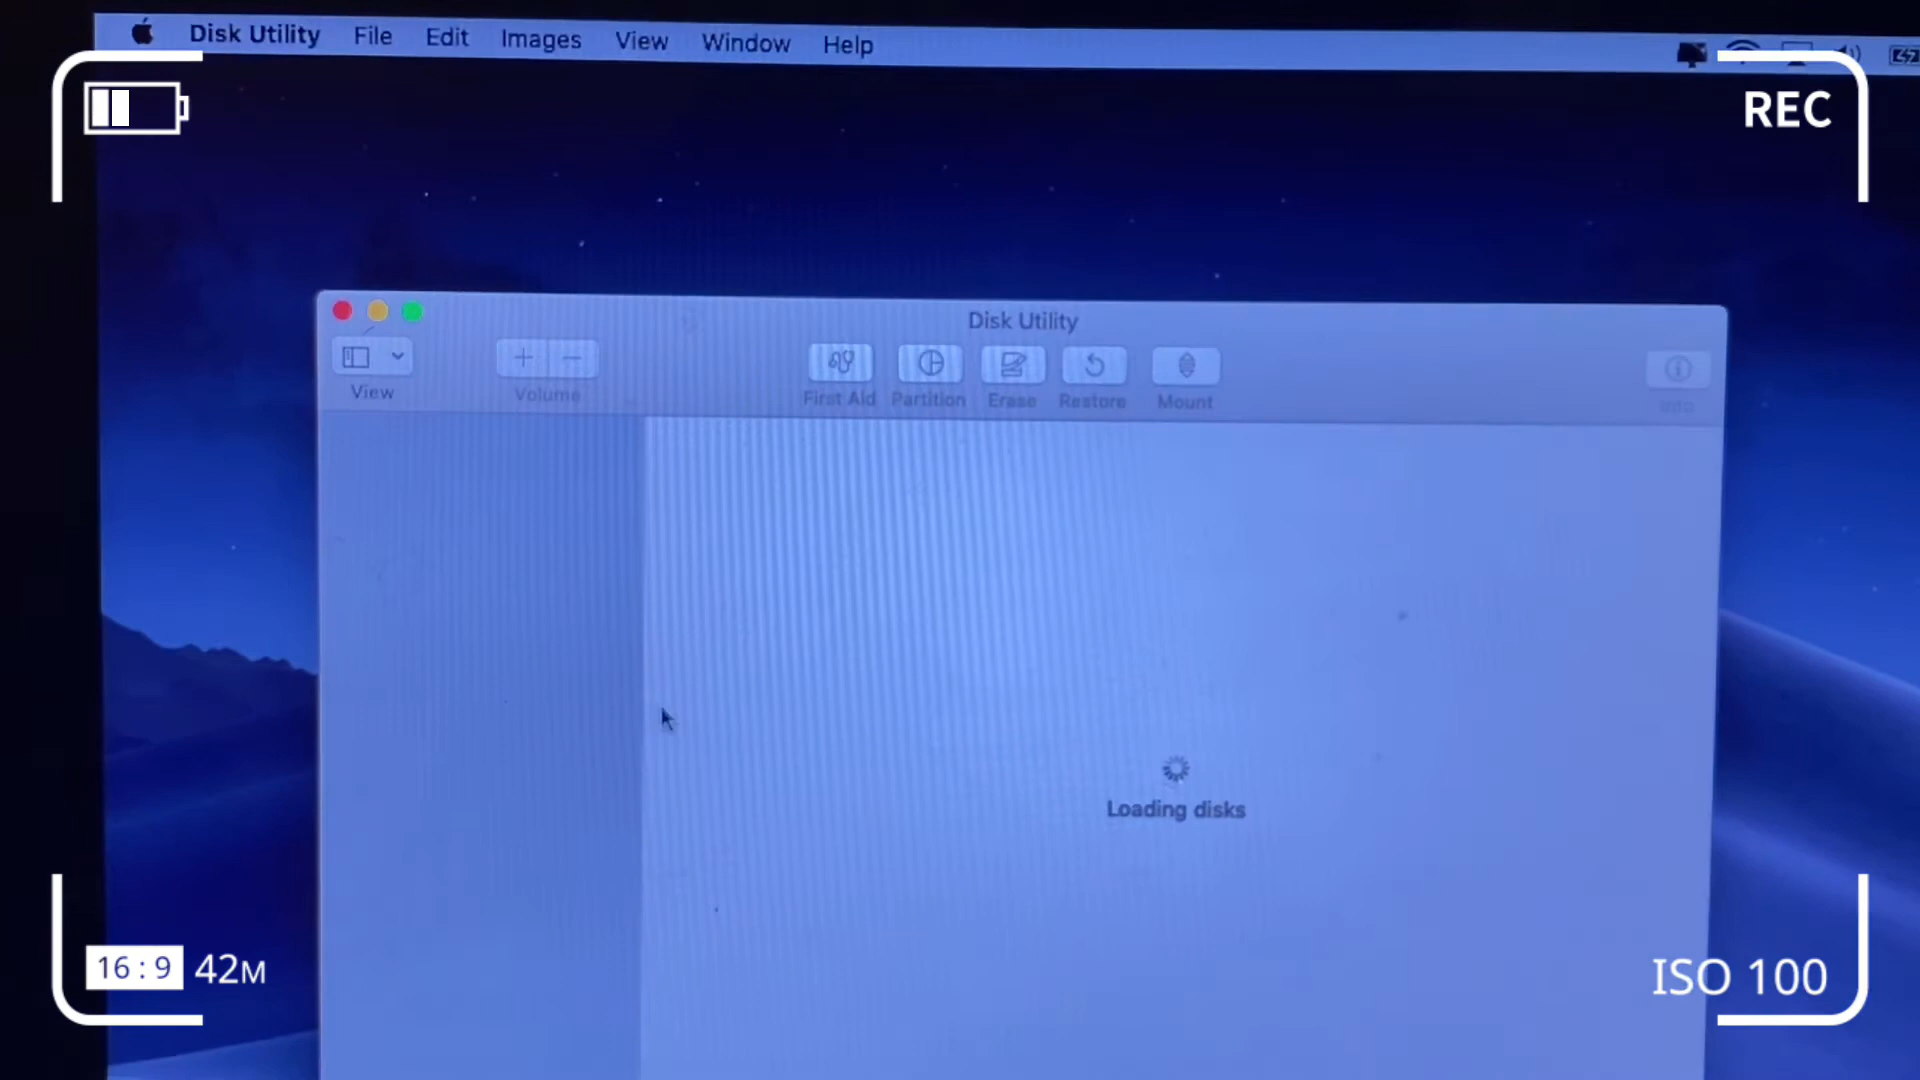 Disk Utility File Edit Images View Window Help
REC
Disk Utility
View Volume First Aid Partition Erase Restore Mount Info
Loading disks
16:9 42M
ISO 100